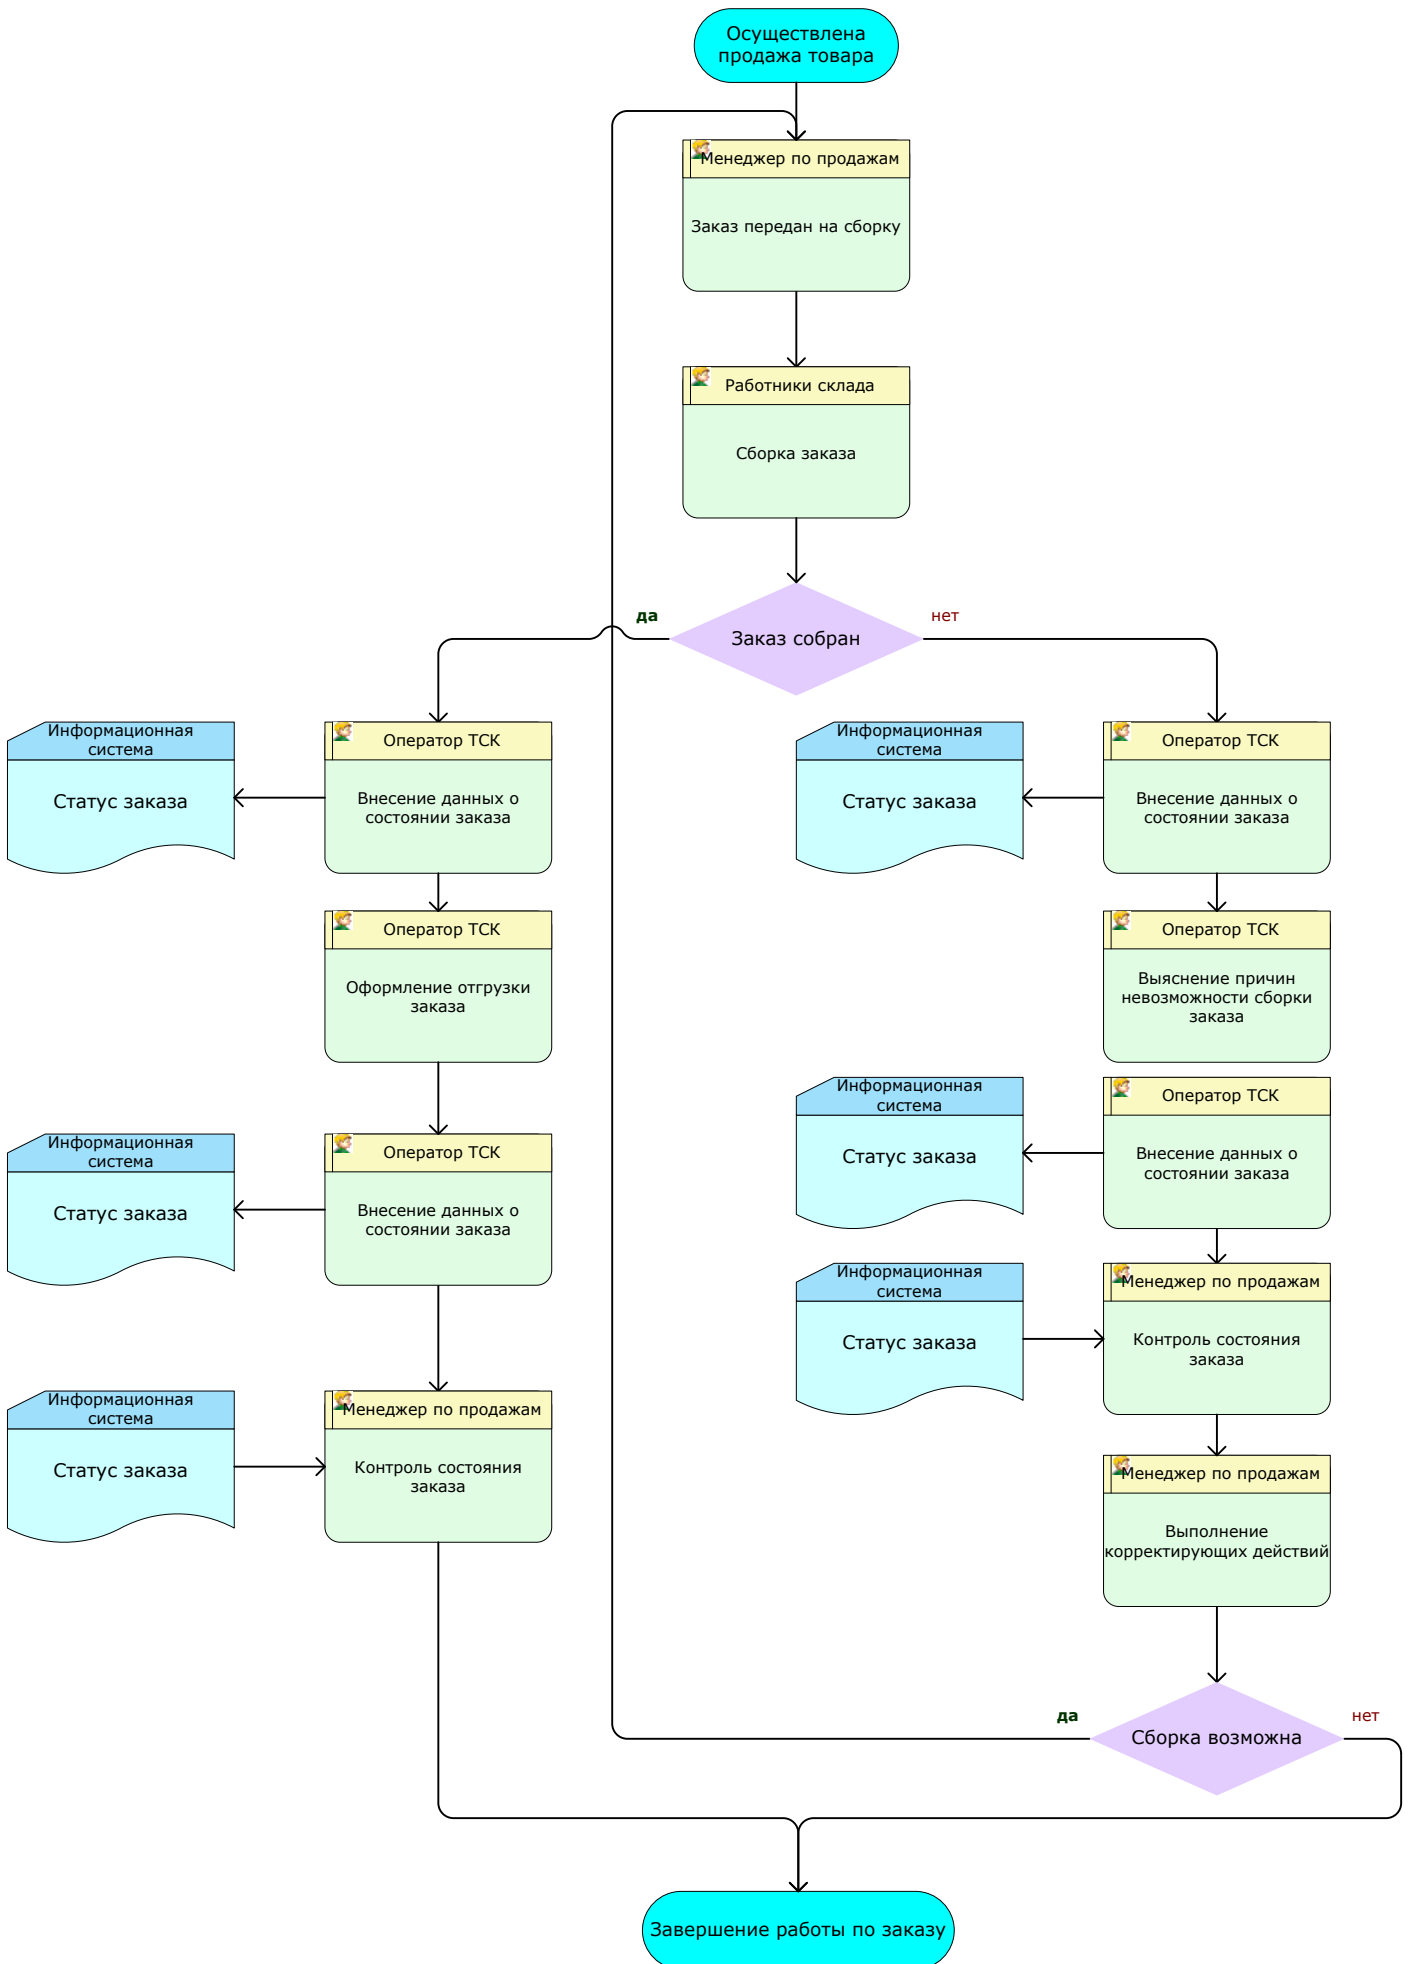 Осуществлена
продажа товара
Менеджер по продажам
Заказ передан на сборку
Работники склада
Сборка заказа
да
нет
Заказ собран
Информационная
система
Статус заказа
Оператор ТСК
Внесение данных о
состоянии заказа
Информационная
система
Статус заказа
Оператор ТСК
Внесение данных о
состоянии заказа
Оператор ТСК
Оформление отгрузки
заказа
Оператор ТСК
Выяснение причин
невозможности сборки
заказа
Информационная
система
Статус заказа
Оператор ТСК
Внесение данных о
состоянии заказа
Информационная
система
Статус заказа
Оператор ТСК
Внесение данных о
состоянии заказа
Информационная
система
Статус заказа
Менеджер по продажам
Контроль состояния
заказа
Информационная
система
Статус заказа
Менеджер по продажам
Контроль состояния
заказа
Менеджер по продажам
Выполнение
корректирующих действий
да
нет
Сборка возможна
Завершение работы по заказу